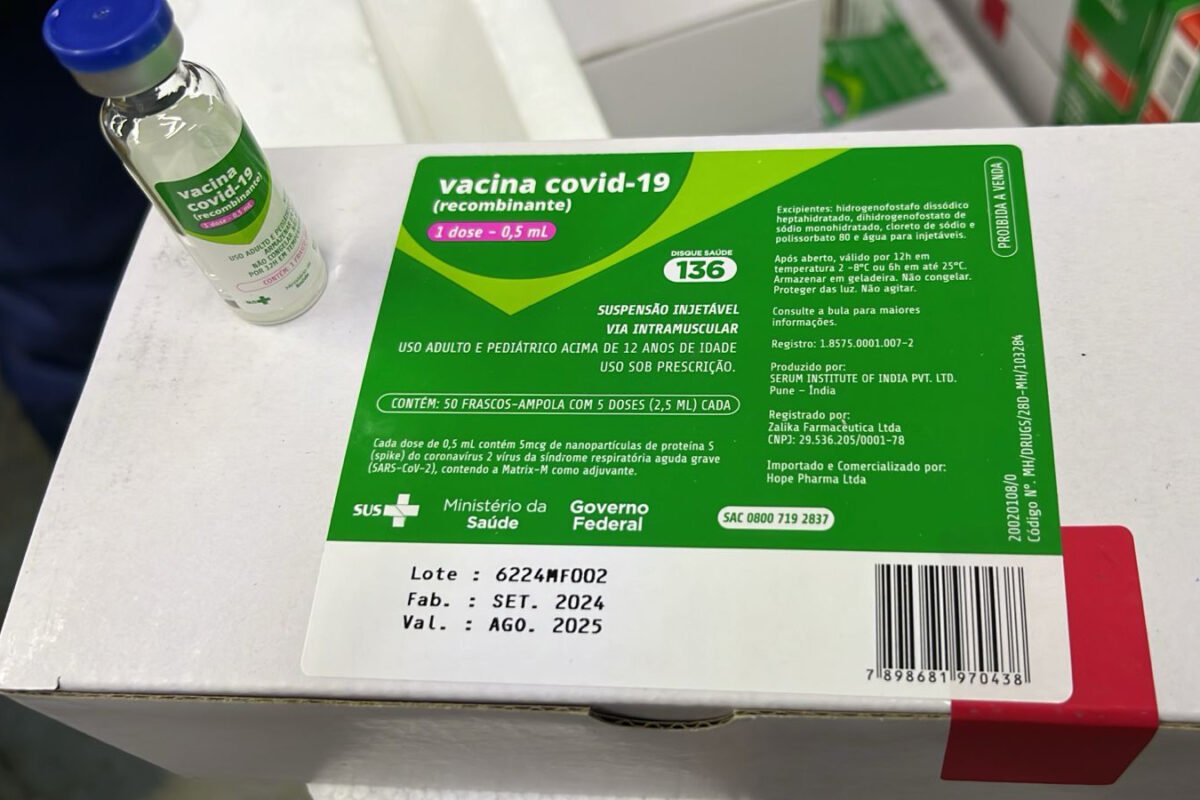 vacina
covid-19
(recombinante)
1 dose - 0,5 mL
USO ADULTO E
NÃO
POR 12H EM
SUS
vacina covid-19
(recombinante)
1 dose - 0,5 mL
DISQUE SAÚDE
136
SUSPENSÃO INJETÁVEL
VIA INTRAMUSCULAR
USO ADULTO E PEDIÁTRICO ACIMA DE 12 ANOS DE IDADE
USO SOB PRESCRIÇÃO.
CONTÉM: 50 FRASCOS-AMPOLA COM 5 DOSES (2,5 ML) CADA
Cada dose de 0,5 mL contém 5mcg de nanopartículas de proteína S
(spike) do coronavírus 2 vírus da síndrome respiratória aguda grave
(SARS-CoV-2), contendo a Matrix-M como adjuvante.
SUS
Ministério da
Saúde
Governo
Federal
Excipientes: hidrogenofostafo dissódico
heptahidratado, dihidrogenofostato de
sódio monohidratado, cloreto de sódio e
polissorbato 80 e água para injetáveis.
Após aberto, válido por 12h em
temperatura 2 -8°C ou 6h em até 25°C.
Armazenar em geladeira. Não congelar.
Proteger das luz. Não agitar.
Consulte a bula para maiores
informações.
Registro: 1.8575.0001.007-2
Produzido por:
SERUM INSTITUTE OF INDIA PVT. LTD.
Pune - Índia
Registrado por:
Zalika Farmacêutica Ltda
CNPJ: 29.536.205/0001-78
Importado e Comercializado por:
Hope Pharma Ltda
SAC 0800 719 2837
PROIBIDA A VENDA
20020108/0
Código Nº. MH/DRUGS/28D-MH/103284
Lote : 6224MF002
Fab. : SET. 2024
Val. : AGO. 2025
7 898681 970438